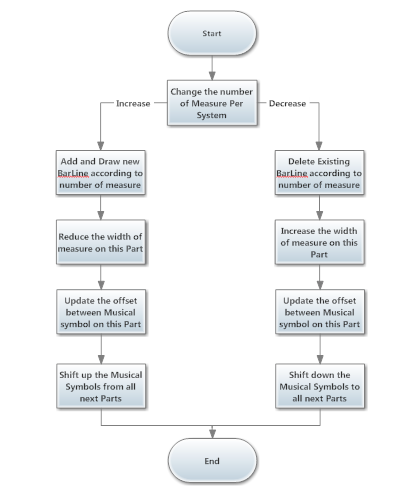 Start
Change the number
of Measure Per
System
Increase
Decrease
Add and Draw new
BarLine according to
number of measure
Delete Existing
BarLine according to
number of measure
Reduce the width of
measure on this Part
Increase the width
of measure on this
Part
Update the offset
between Musical
symbol on this Part
Update the offset
between Musical
symbol on this Part
Shift up the Musical
Symbols from all
next Parts
Shift down the
Musical Symbols to
all next Parts
End